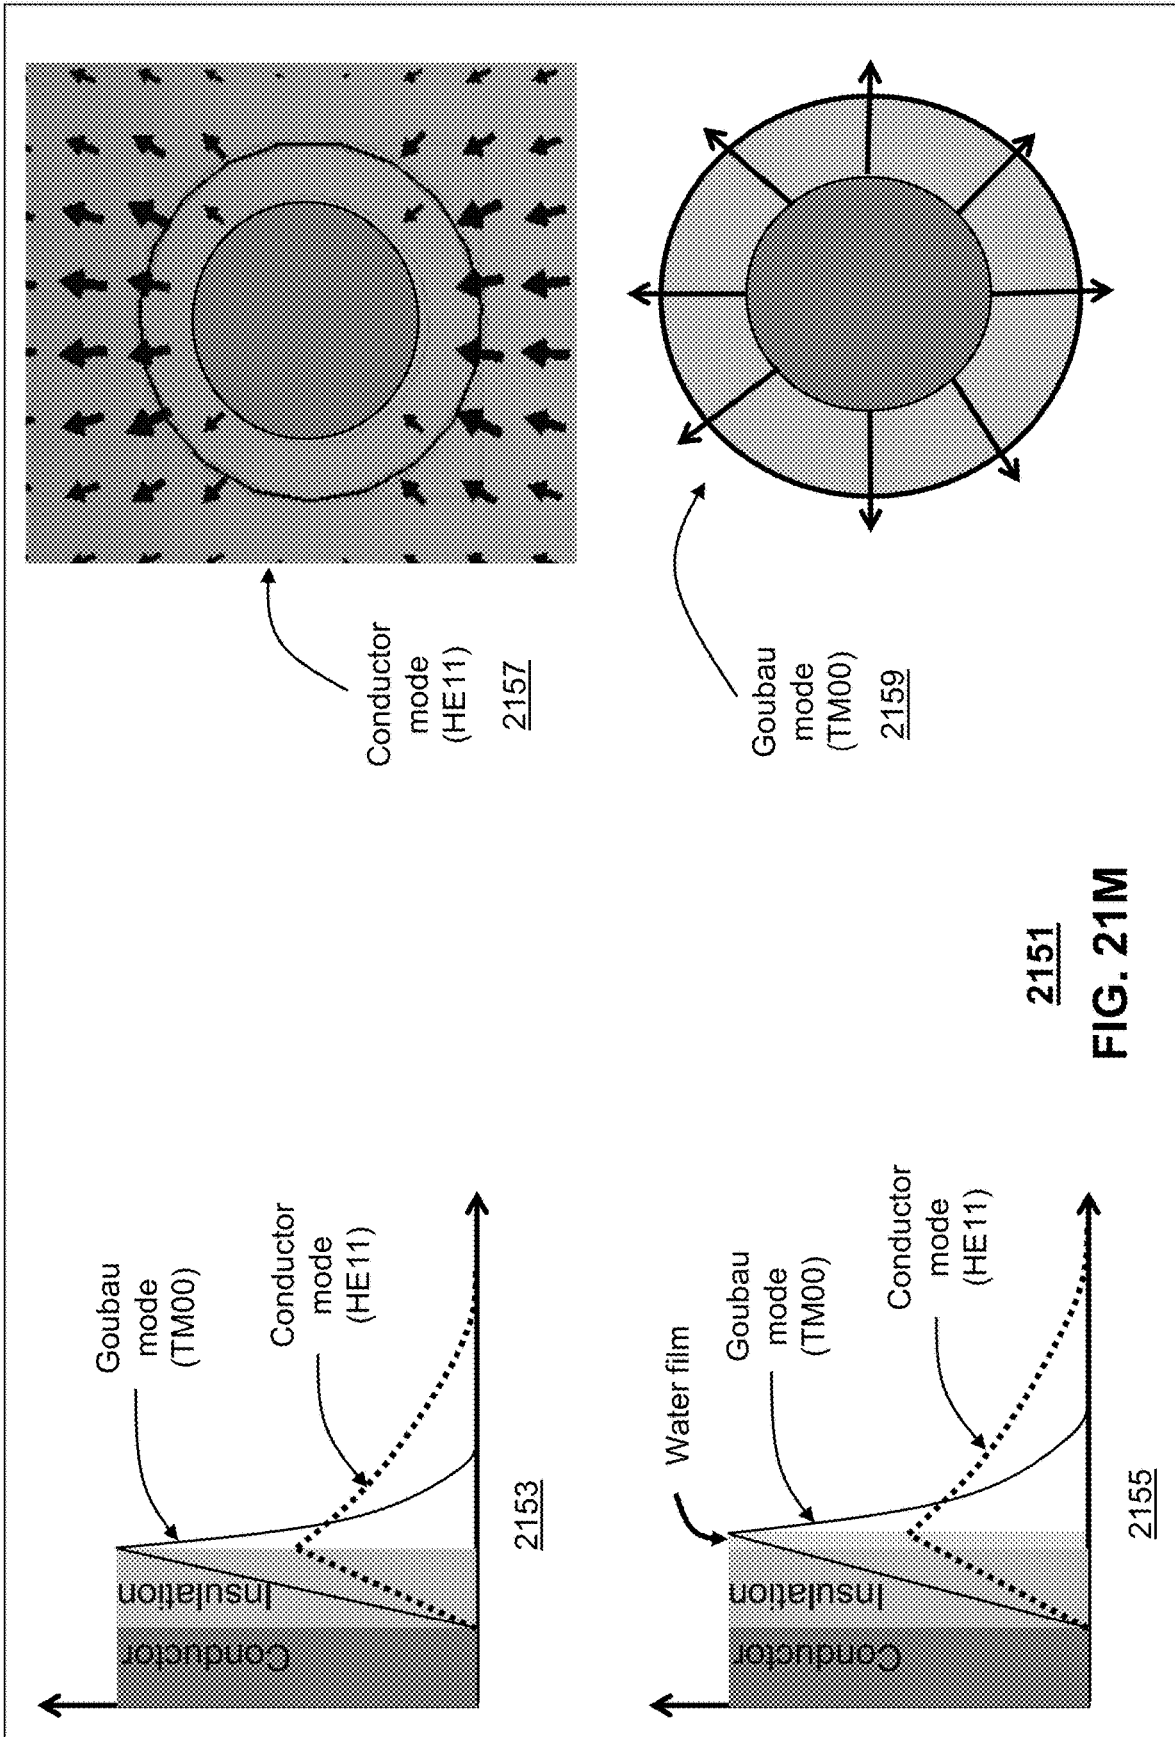 Goubau
mode
(TM00)
Conductor
mode
(HE11)
Conductor
Insulation
2153
Conductor
mode
(HE11)
2157
Water film
Goubau
mode
(TM00)
Conductor
mode
(HE11)
Conductor
Insulation
2155
Goubau
mode
(TM00)
2159
2151
FIG. 21M